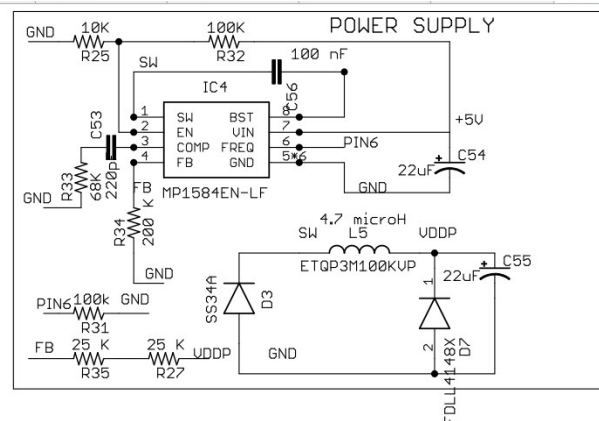 POWER SUPPLY
GND 10K 100K
R25 R32
100 nF
SW
C56
IC4
1 SW BST 8
2 EN VIN 7
3 COMP FREQ 6
4 FB GND 5*6
MP1584EN-LF
+5V
PIN6
C54
22uF
GND
C53
220p
R33
68K
GND
FB
R34
200 K
GND
4.7 microH
SW L5 VDDP
ETQP3M100KVP
C55
22uF
SS34A
D3
1
2
FDLL4148X
D7
PIN6 100k GND
R31
FB 25 K 25 K VDDP GND
R35 R27